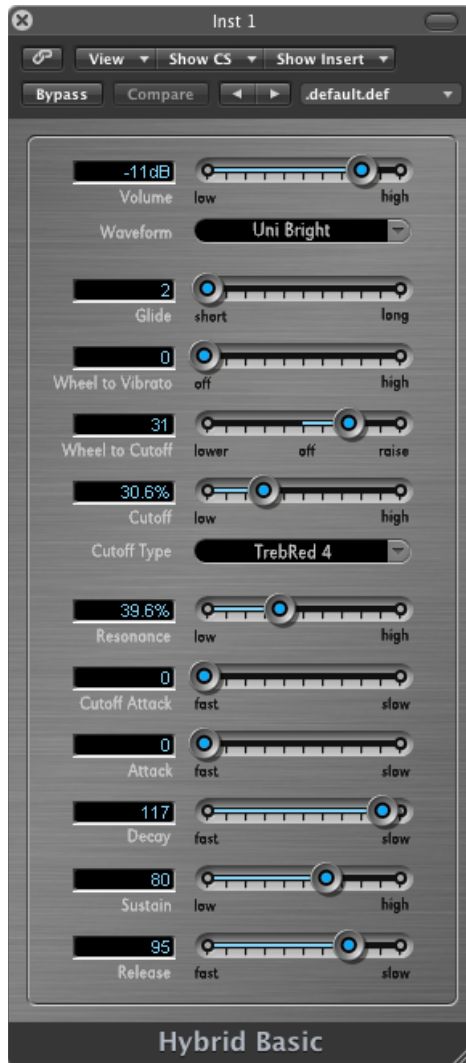 Inst 1
View Show CS Show Insert
Bypass Compare .default.def
-11dB
Volume low high
Waveform Uni Bright
2
Glide short long
0
Wheel to Vibrato off high
31
Wheel to Cutoff lower off raise
30.6%
Cutoff low high
Cutoff Type TrebRed 4
39.6%
Resonance low high
0
Cutoff Attack fast slow
0
Attack fast slow
117
Decay fast slow
80
Sustain low high
95
Release fast slow
Hybrid Basic